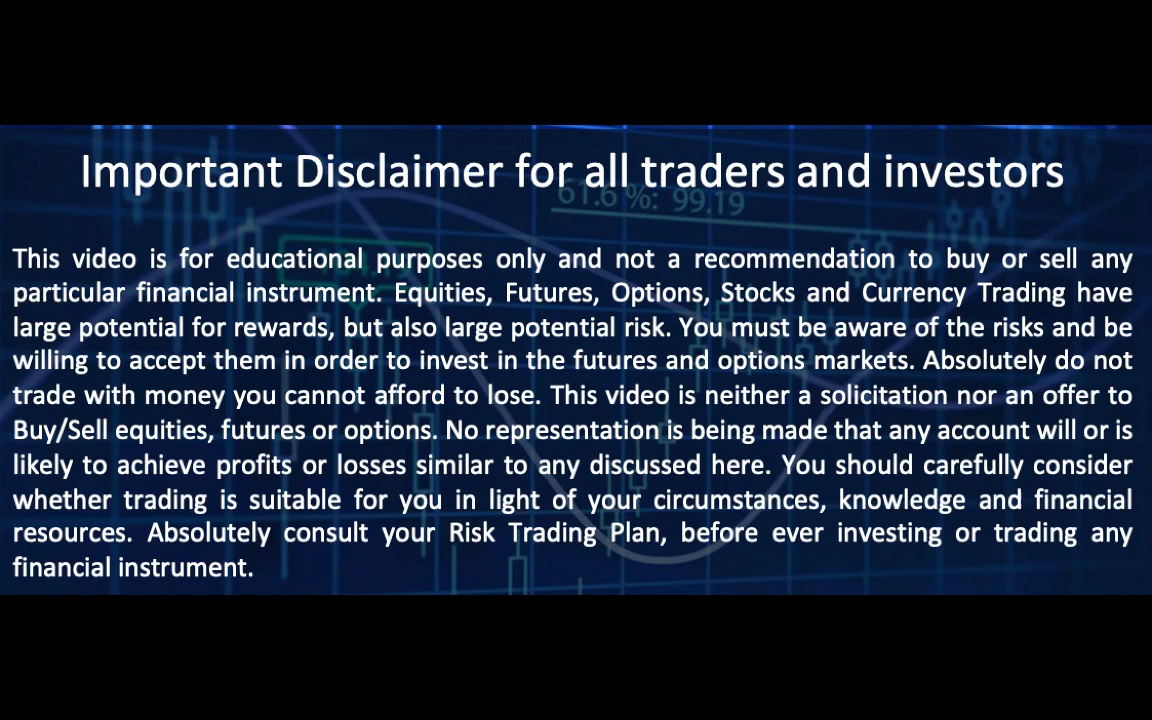 Important Disclaimer for all traders and investors
61.6 %: 99.19
This video is for educational purposes only and not a recommendation to buy or sell any
particular financial instrument. Equities, Futures, Options, Stocks and Currency Trading have
large potential for rewards, but also large potential risk. You must be aware of the risks and be
willing to accept them in order to invest in the futures and options markets. Absolutely do not
trade with money you cannot afford to lose. This video is neither a solicitation nor an offer to
Buy/Sell equities, futures or options. No representation is being made that any account will or is
likely to achieve profits or losses similar to any discussed here. You should carefully consider
whether trading is suitable for you in light of your circumstances, knowledge and financial
resources. Absolutely consult your Risk Trading Plan, before ever investing or trading any
financial instrument.